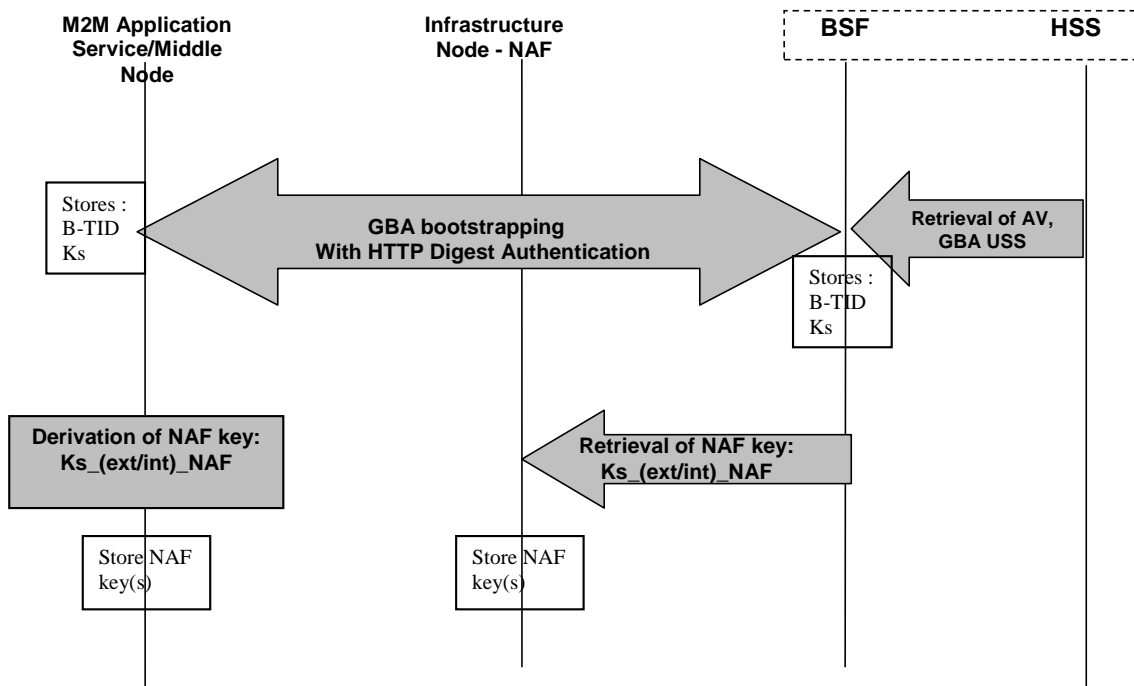 M2M Application
Service/Middle
Node
Infrastructure
Node - NAF
BSF
HSS
Stores :
B-TID
Ks
GBA bootstrapping
With HTTP Digest Authentication
Retrieval of AV,
GBA USS
Stores :
B-TID
Ks
Derivation of NAF key:
Ks_(ext/int)_NAF
Retrieval of NAF key:
Ks_(ext/int)_NAF
Store NAF
key(s)
Store NAF
key(s)